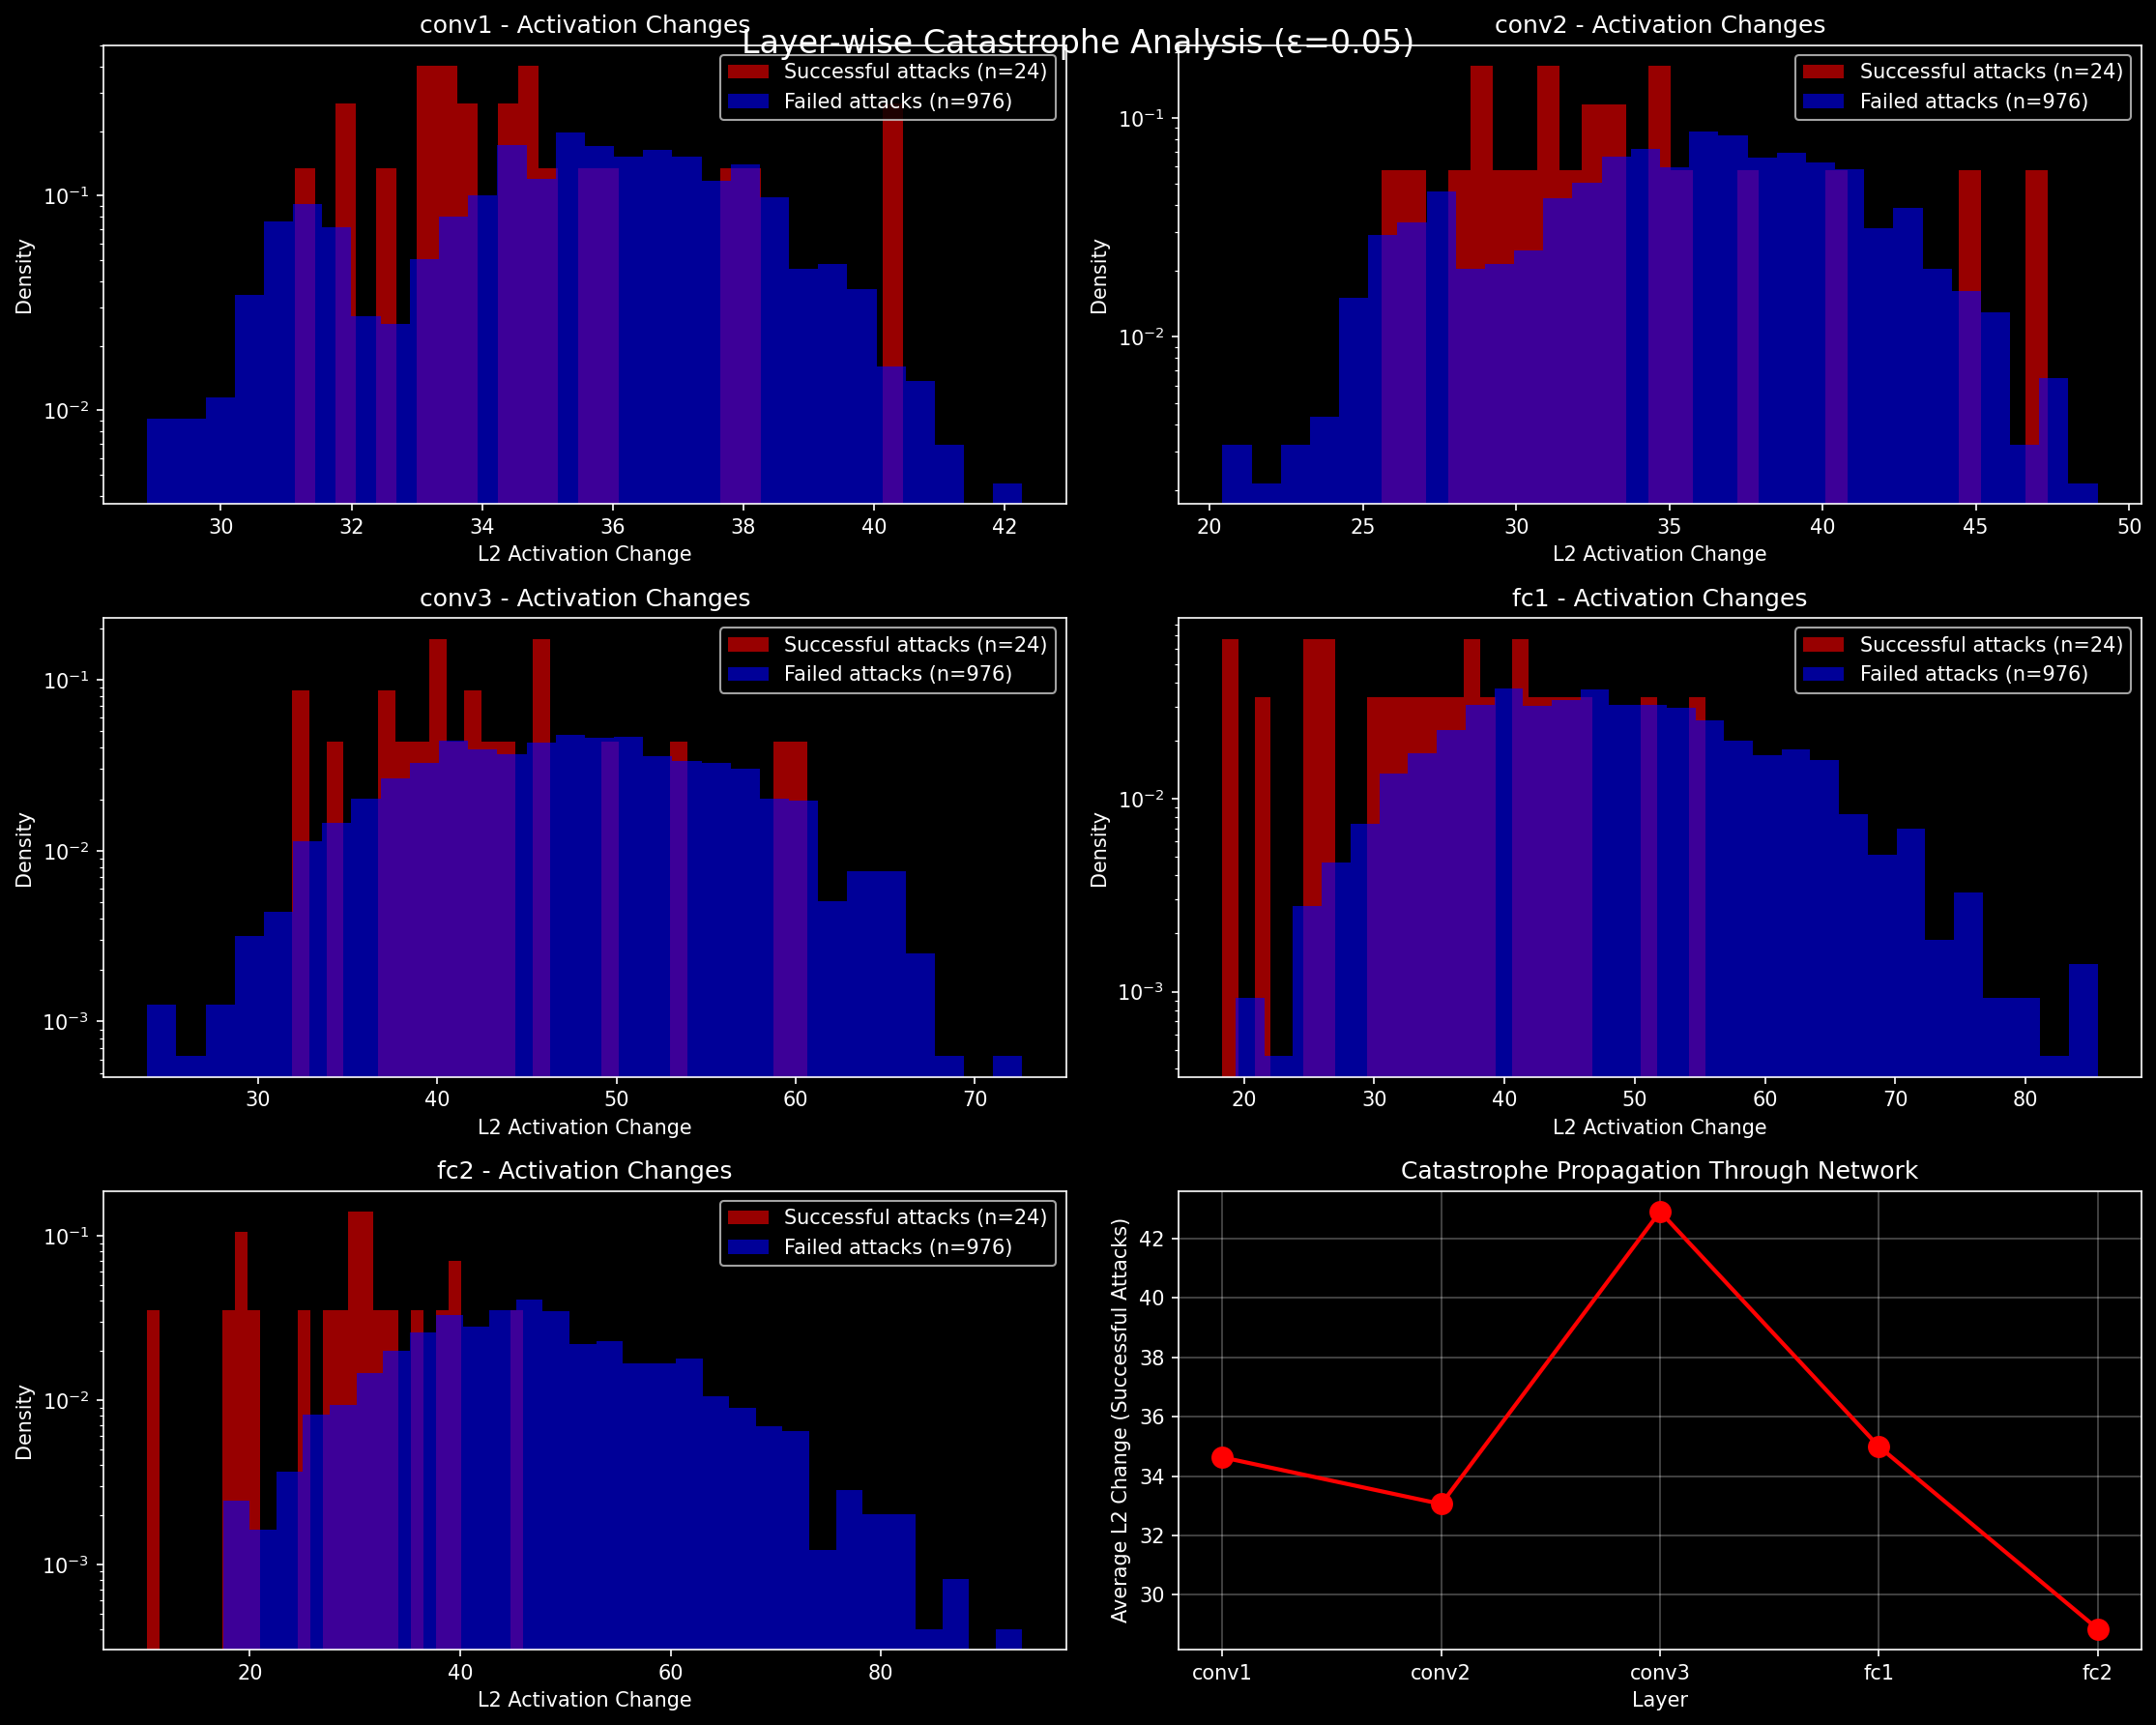 Layer-wise Catastrophe Analysis (ε=0.05)
conv1 - Activation Changes
Successful attacks (n=24)
Failed attacks (n=976)
Density
10⁻¹
10⁻²
30 32 34 36 38 40 42
L2 Activation Change
conv2 - Activation Changes
Successful attacks (n=24)
Failed attacks (n=976)
Density
10⁻¹
10⁻²
20 25 30 35 40 45 50
L2 Activation Change
conv3 - Activation Changes
Successful attacks (n=24)
Failed attacks (n=976)
Density
10⁻¹
10⁻²
10⁻³
30 40 50 60 70
L2 Activation Change
fc1 - Activation Changes
Successful attacks (n=24)
Failed attacks (n=976)
Density
10⁻²
10⁻³
20 30 40 50 60 70 80
L2 Activation Change
fc2 - Activation Changes
Successful attacks (n=24)
Failed attacks (n=976)
Density
10⁻¹
10⁻²
10⁻³
20 40 60 80
L2 Activation Change
Catastrophe Propagation Through Network
Average L2 Change (Successful Attacks)
42
40
38
36
34
32
30
conv1 conv2 conv3 fc1 fc2
Layer